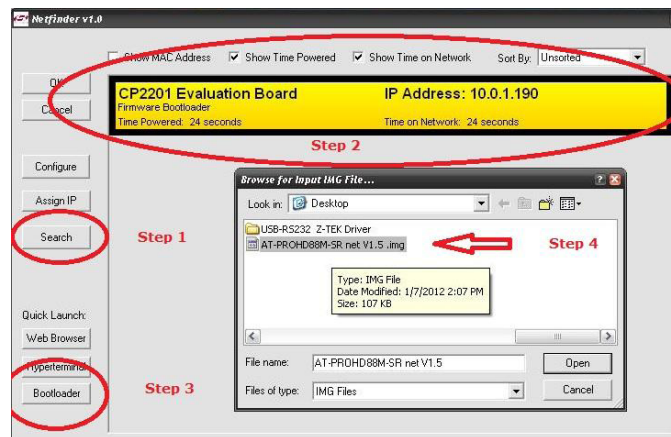 Netfinder v1.0
Show MAC Address Show Time Powered Show Time on Network Sort By: Unsorted
OK
CP2201 Evaluation Board IP Address: 10.0.1.190
Cancel
Firmware Bootloader
Time Powered: 24 seconds Time on Network: 24 seconds
Step 2
Configure
Browse for Input IMG File...
Assign IP
Look in: Desktop
USB-RS232 Z-TEK Driver
Search
Step 1
AT-PROHD88M-SR net V1.5 .img
Step 4
Type: IMG File
Date Modified: 1/7/2012 2:07 PM
Size: 107 KB
Quick Launch:
Web Browser
Hyperterminal
File name: AT-PROHD88M-SR net V1.5 Open
Bootloader
Step 3
Files of type: IMG Files Cancel